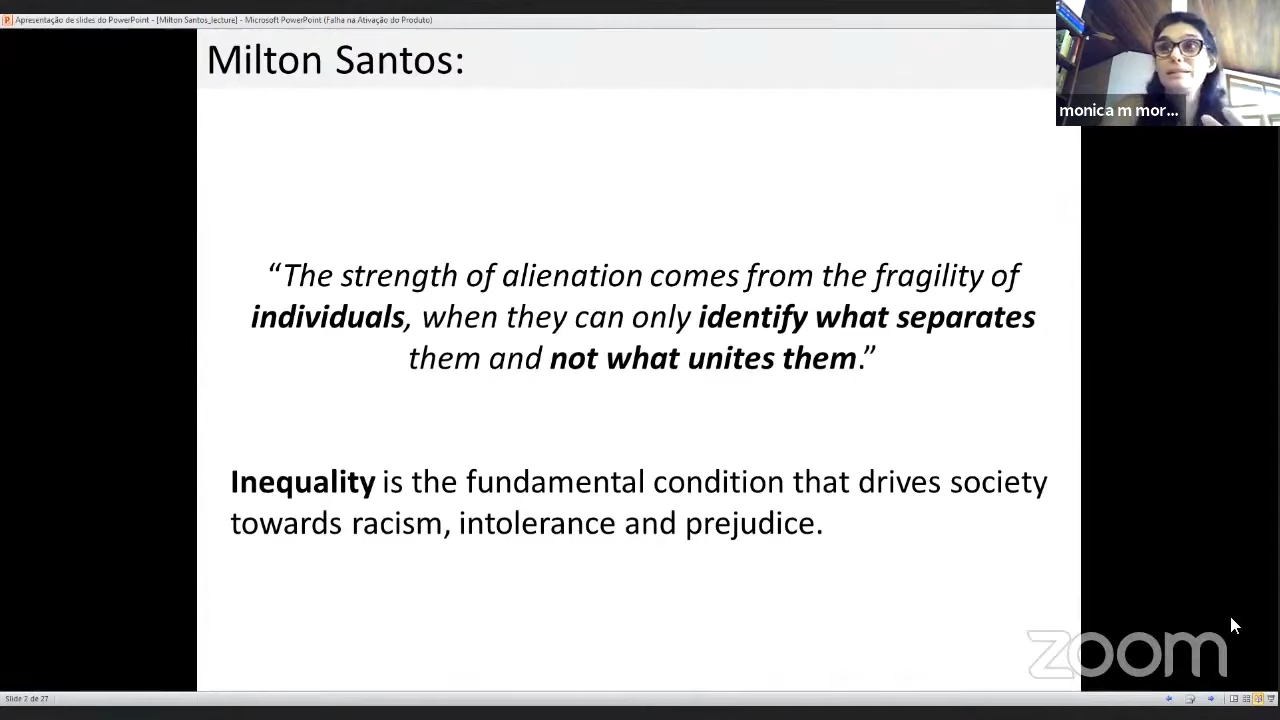 Apresentação de slides do PowerPoint - [Milton Santos_lecture] - Microsoft PowerPoint (Falha na Ativação do Produto)
Milton Santos:
monica m mor...
“The strength of alienation comes from the fragility of
individuals, when they can only identify what separates
them and not what unites them.”
Inequality is the fundamental condition that drives society
towards racism, intolerance and prejudice.
zoom
Slide 2 de 27